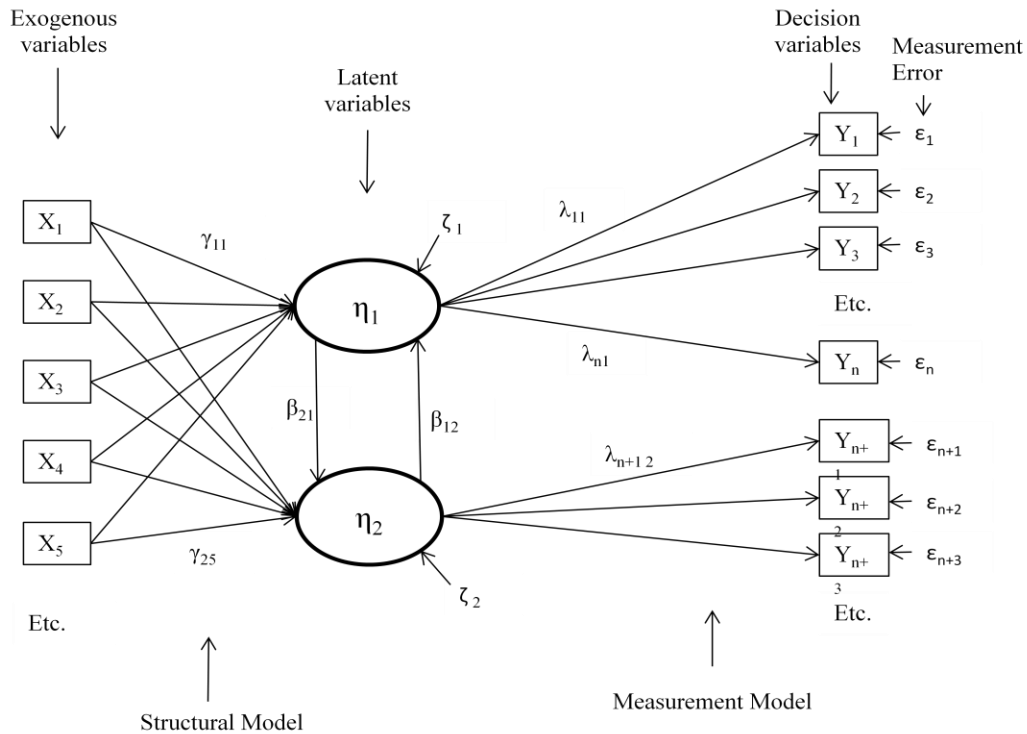 Exogenous
variables
Latent
variables
Decision
variables
Measurement
Error
X₁
X₂
X₃
X₄
X₅
Etc.
γ₁₁
γ₂₅
ζ ₁
η₁
β₂₁
β₁₂
η₂
ζ ₂
λ₁₁
λₙ₁
λₙ₊₁ ₂
Y₁
ε₁
Y₂
ε₂
Y₃
ε₃
Etc.
Yₙ
εₙ
Yₙ₊
₁
εₙ₊₁
Yₙ₊
₂
εₙ₊₂
Yₙ₊
₃
εₙ₊₃
Etc.
Structural Model
Measurement Model